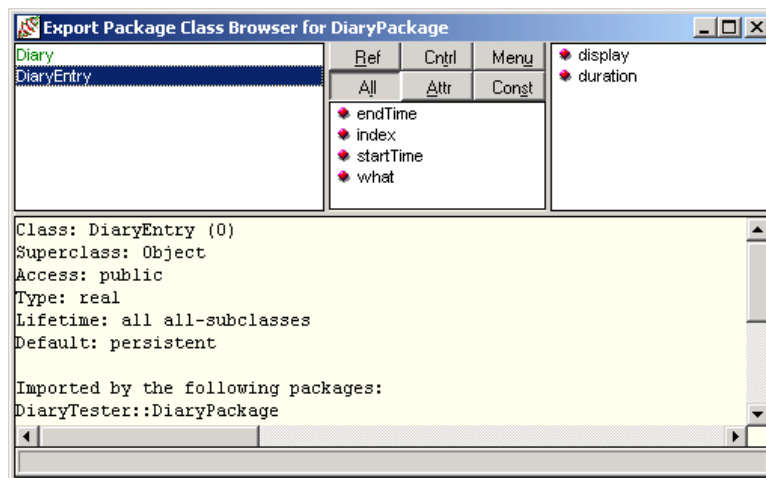 Export Package Class Browser for DiaryPackage
Diary
DiaryEntry
Ref Cntrl Menu
All Attr Const
endTime
index
startTime
what
display
duration
Class: DiaryEntry (0)
Superclass: Object
Access: public
Type: real
Lifetime: all all-subclasses
Default: persistent
Imported by the following packages:
DiaryTester::DiaryPackage